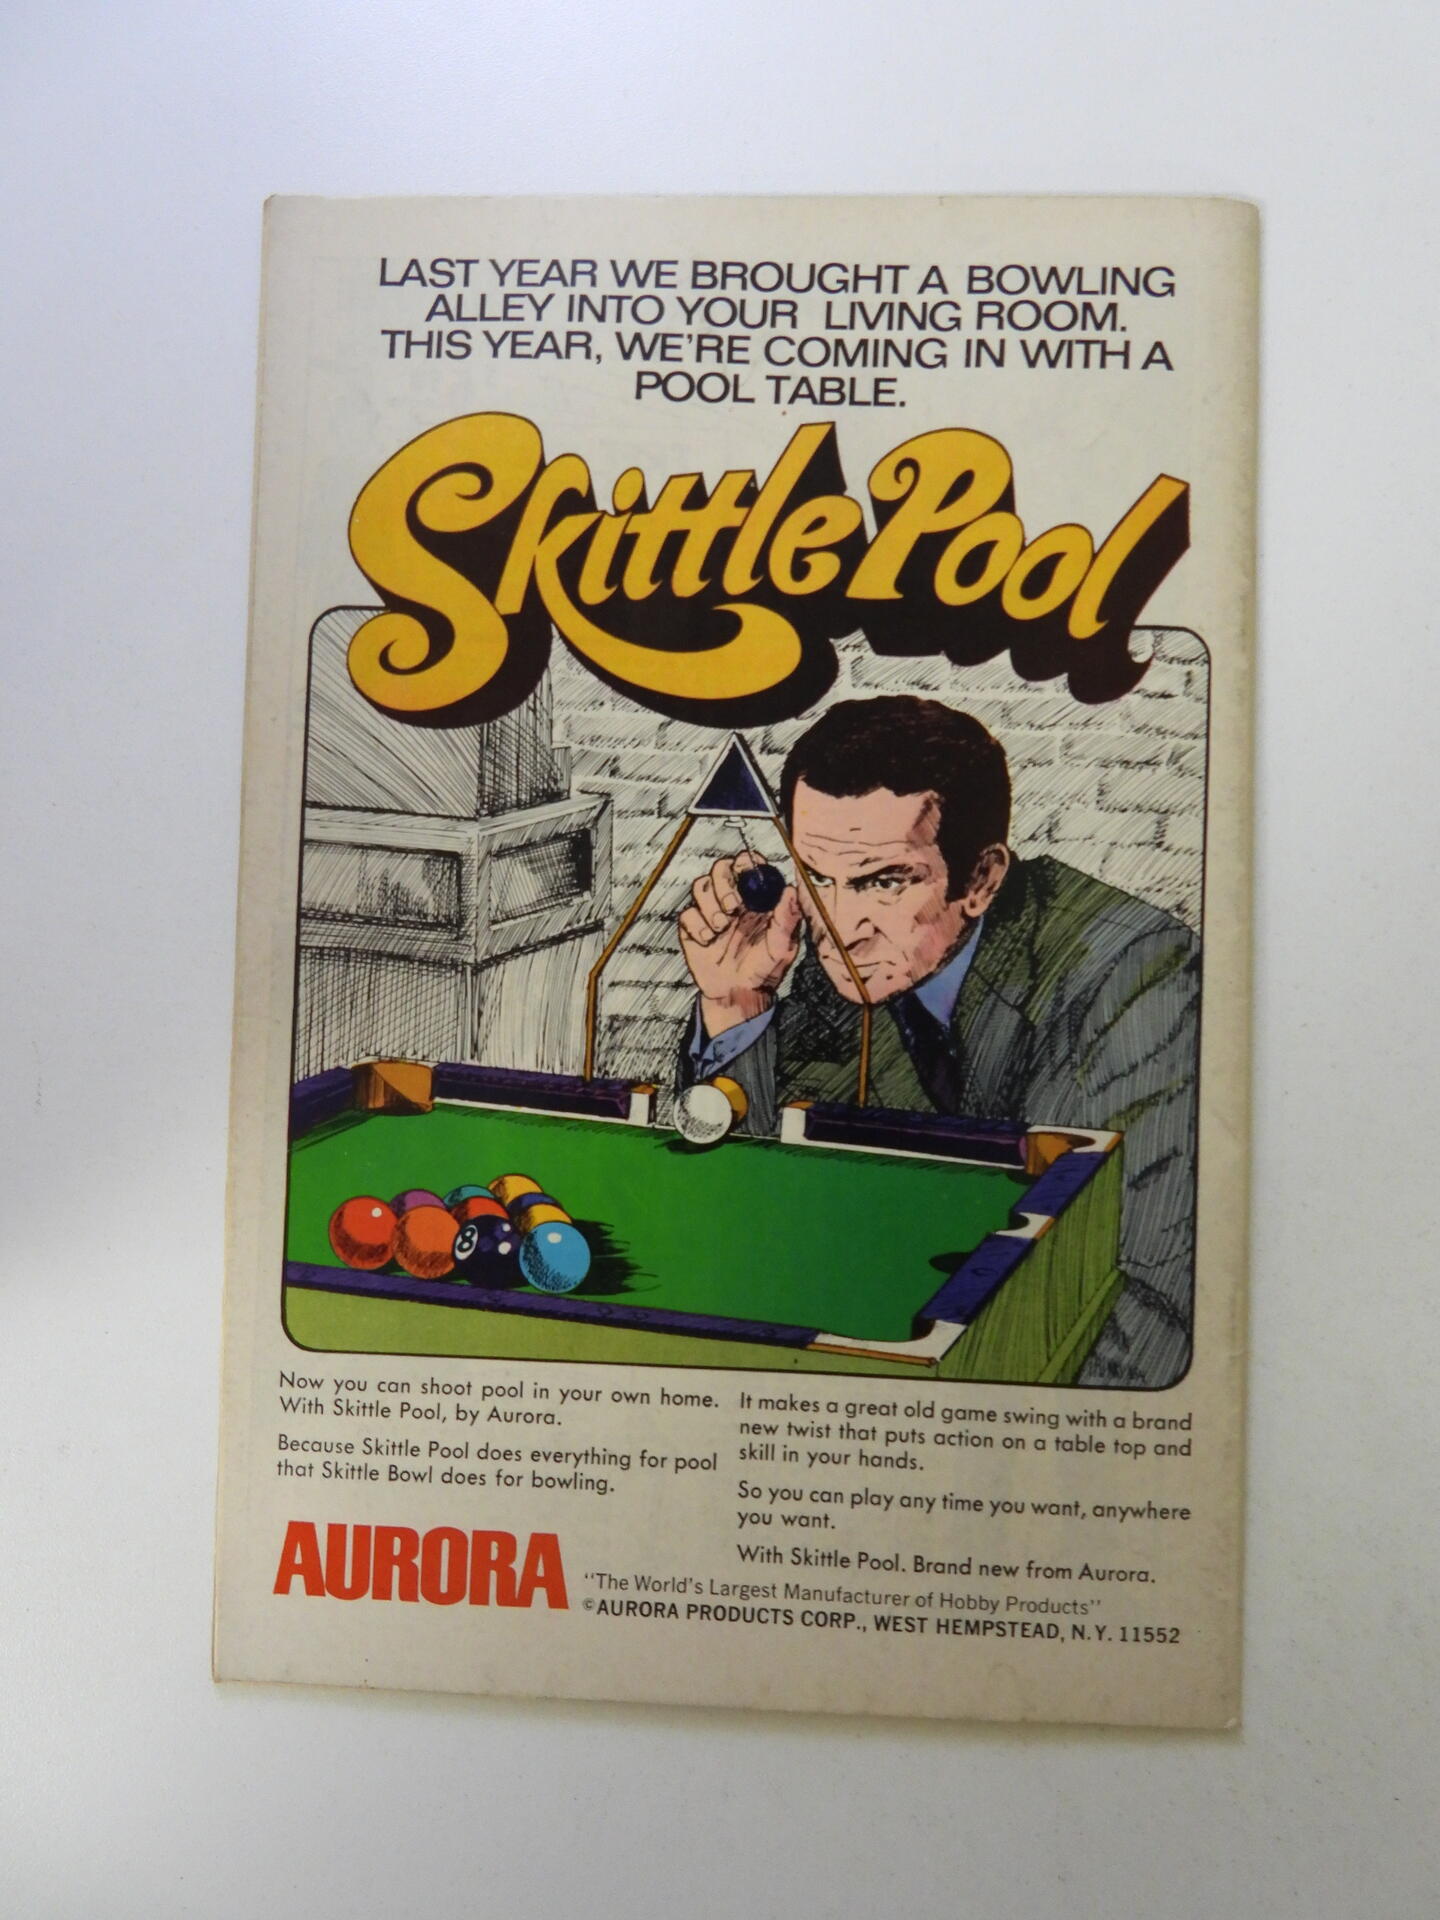 LAST YEAR WE BROUGHT A BOWLING
ALLEY INTO YOUR LIVING ROOM.
THIS YEAR, WE'RE COMING IN WITH A
POOL TABLE.
Skittle Pool
8
Now you can shoot pool in your own home.
With Skittle Pool, by Aurora.
Because Skittle Pool does everything for pool
that Skittle Bowl does for bowling.
It makes a great old game swing with a brand
new twist that puts action on a table top and
skill in your hands.
So you can play any time you want, anywhere
you want.
With Skittle Pool. Brand new from Aurora.
AURORA
"The World's Largest Manufacturer of Hobby Products"
©AURORA PRODUCTS CORP., WEST HEMPSTEAD, N.Y. 11552